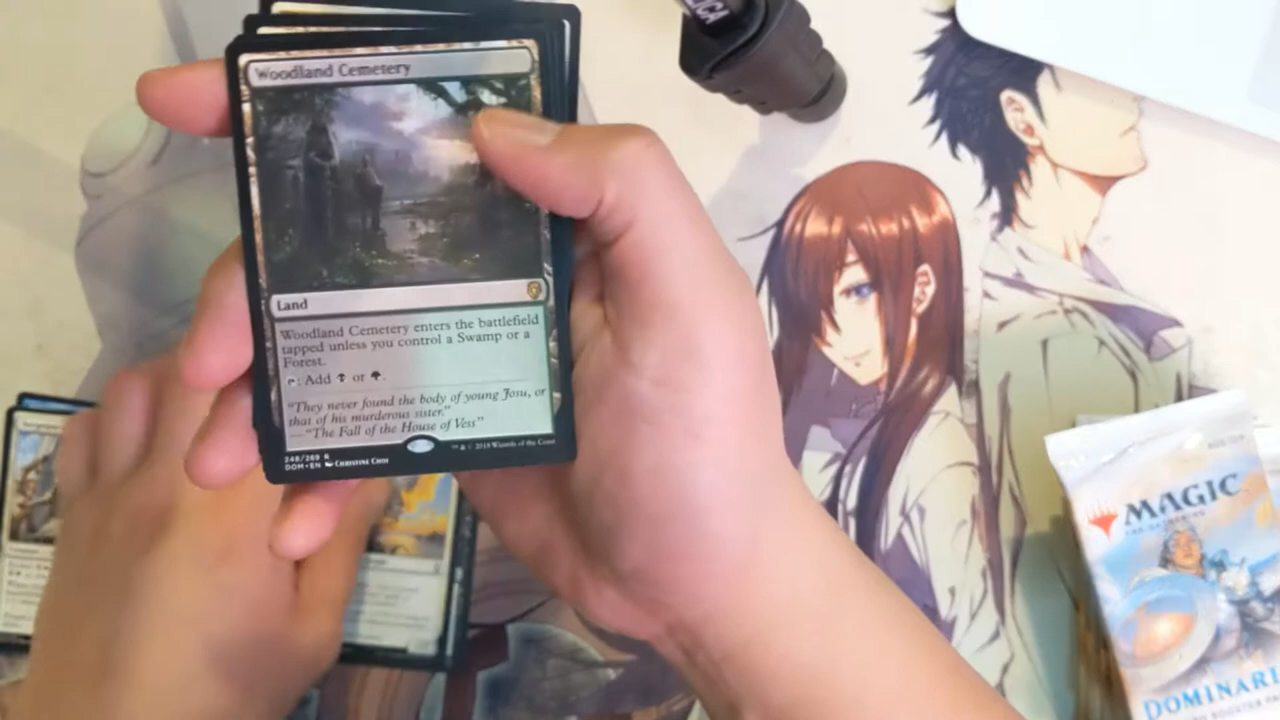 Woodland Cemetery
Land
Woodland Cemetery enters the battlefield
tapped unless you control a Swamp or a
Forest.
: Add or .
"They never found the body of young Josu, or
that of his murderous sister."
—"The Fall of the House of Vess"
248/269 R
DOM • EN Christine Choi
™ & © 2018 Wizards of the Coast
LICA
MAGIC
THE GATHERING
DOMINARI